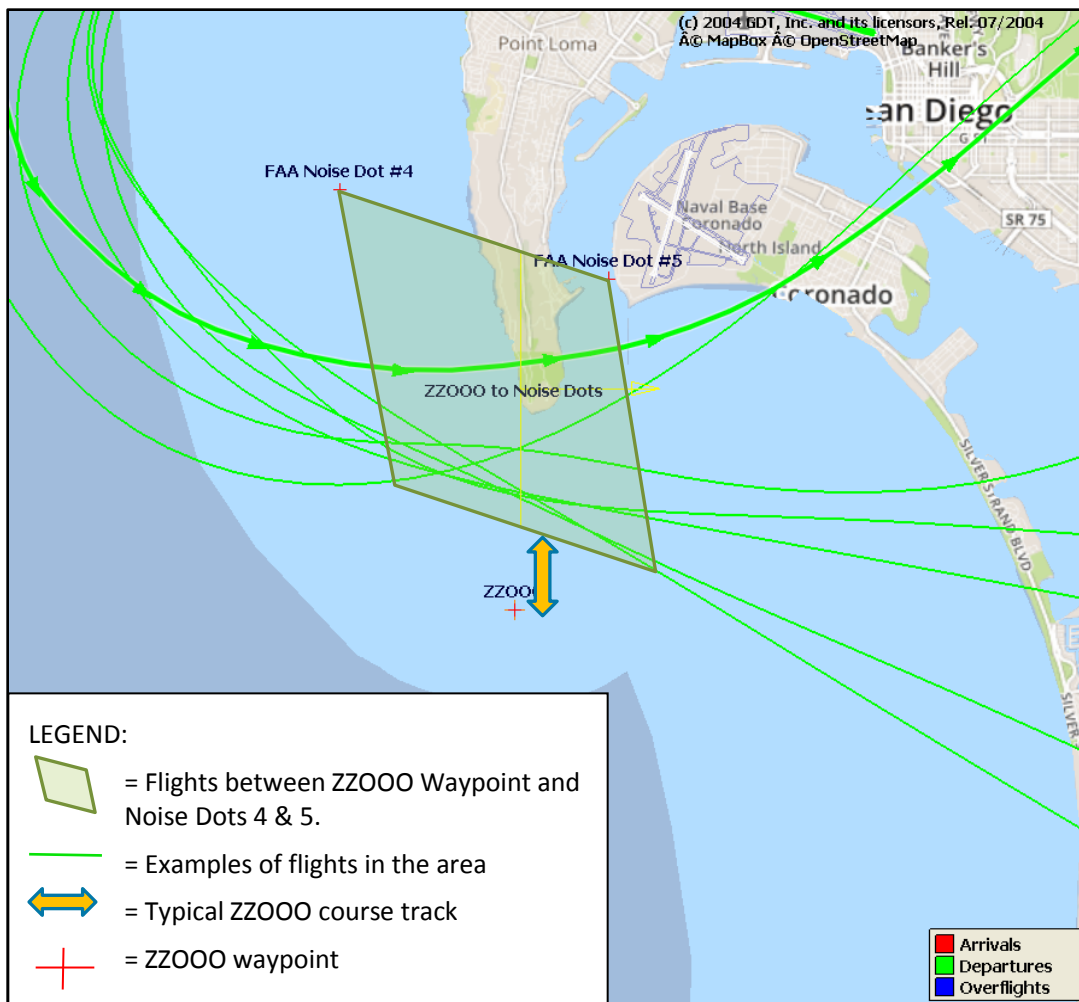 (c) 2004 GDT, Inc. and its licensors, Rel. 07/2004
Â© MapBox Â© OpenStreetMap
Point Loma
Banker's
Hill
San Diego
G ST
FAA Noise Dot #4
Naval Base
Coronado
SR 75
North Island
FAA Noise Dot #5
Coronado
ZZOOO to Noise Dots
SILVER STRAND BLVD
ZZOOO
SILVER
LEGEND:
= Flights between ZZOOO Waypoint and
Noise Dots 4 & 5.
= Examples of flights in the area
= Typical ZZOOO course track
= ZZOOO waypoint
Arrivals
Departures
Overflights